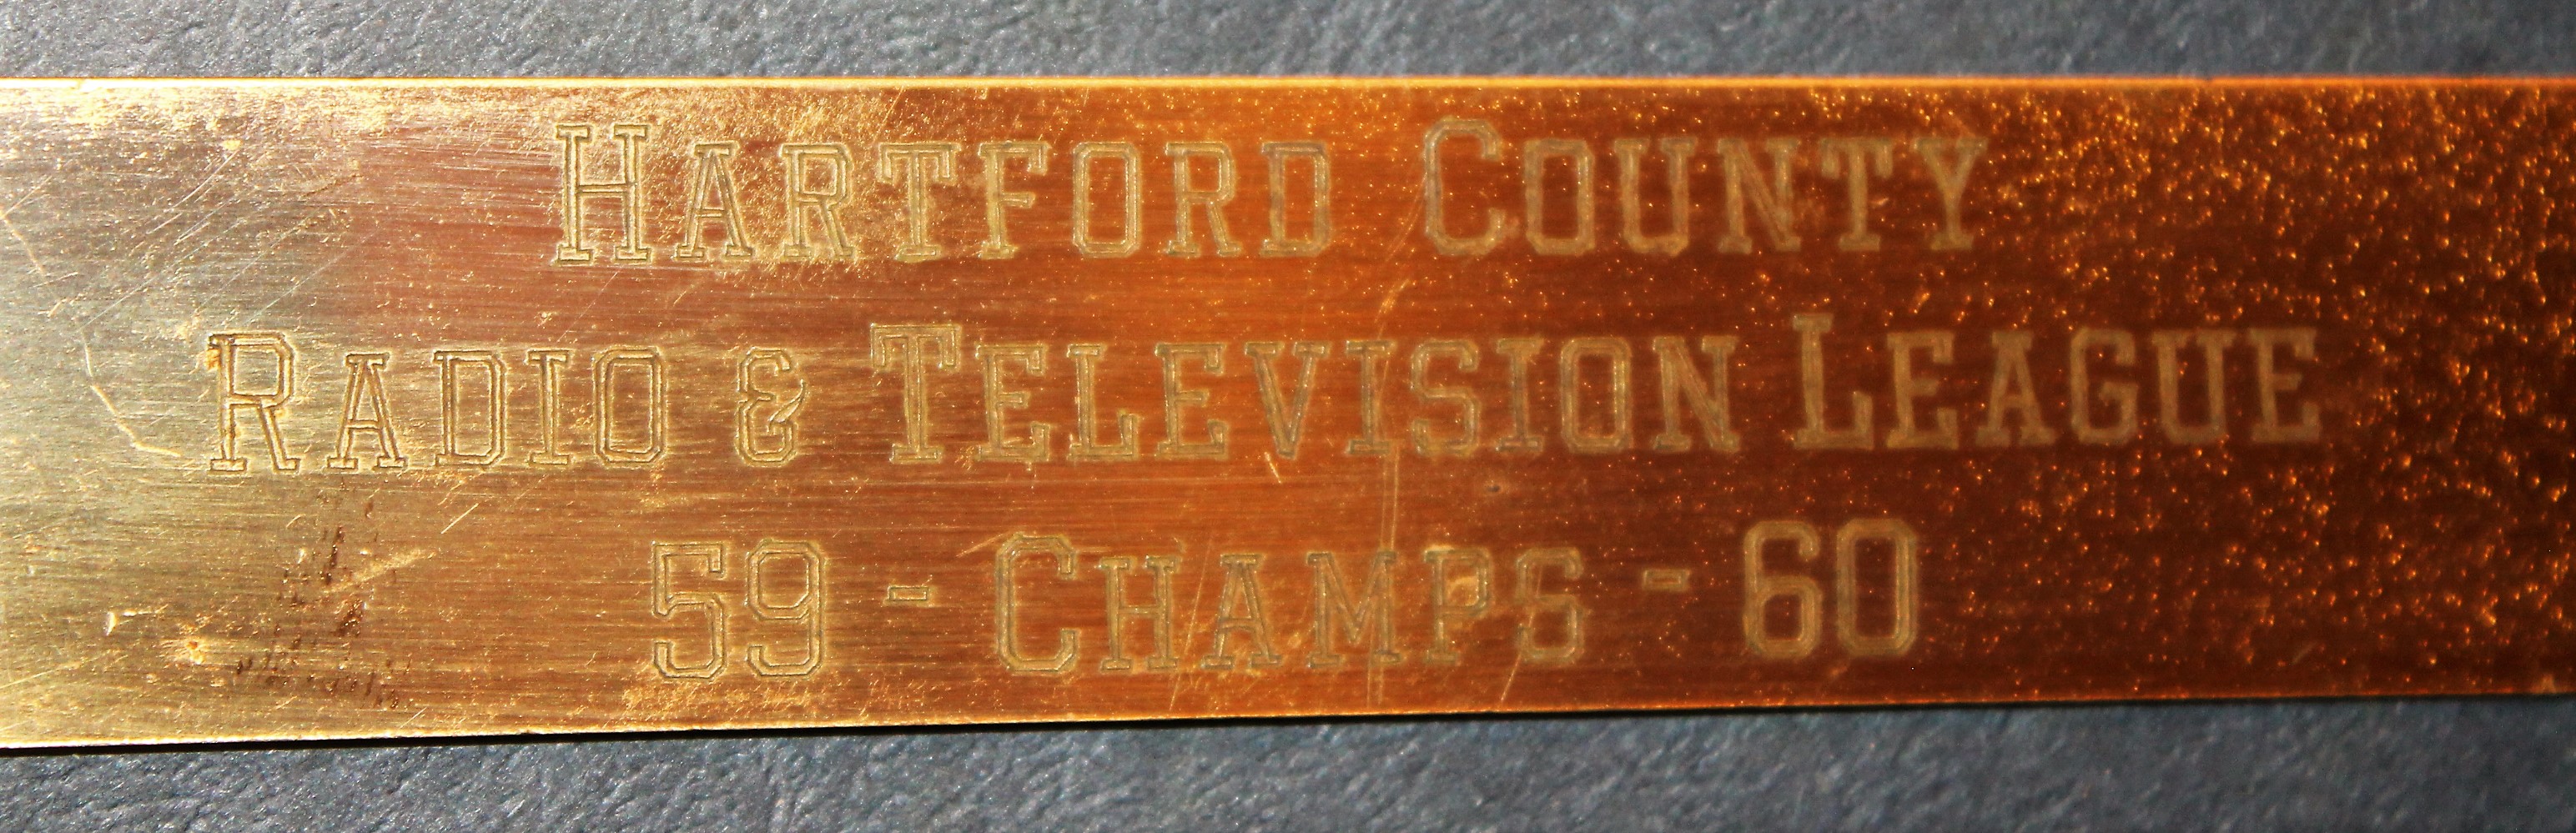 HARTFORD COUNTY
RADIO & TELEVISION LEAGUE
59 - CHAMPS - 60